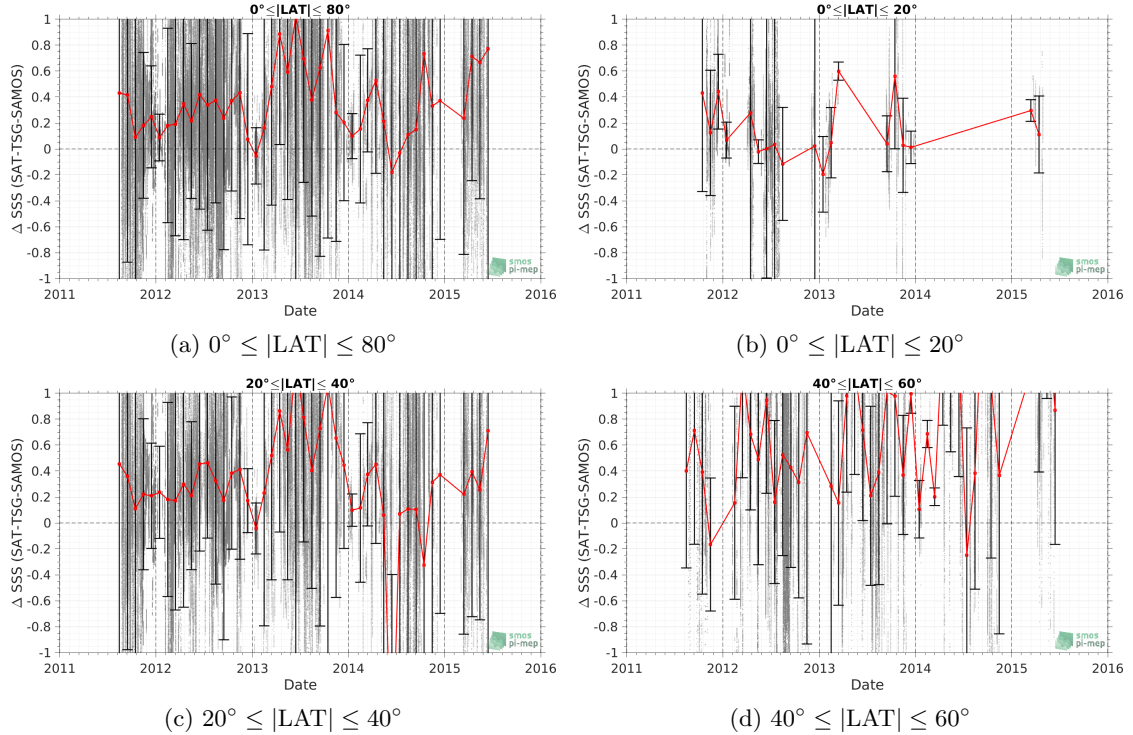 0°≤|LAT|≤ 80°
Δ SSS (SAT-TSG-SAMOS)
1
0.8
0.6
0.4
0.2
0
-0.2
-0.4
-0.6
-0.8
-1
2011 2012 2013 2014 2015 2016
Date
smos
pi-mep
(a) 0° ≤ |LAT| ≤ 80°
0°≤|LAT|≤ 20°
Δ SSS (SAT-TSG-SAMOS)
1
0.8
0.6
0.4
0.2
0
-0.2
-0.4
-0.6
-0.8
-1
2011 2012 2013 2014 2015 2016
Date
smos
pi-mep
(b) 0° ≤ |LAT| ≤ 20°
20°≤|LAT|≤ 40°
Δ SSS (SAT-TSG-SAMOS)
1
0.8
0.6
0.4
0.2
0
-0.2
-0.4
-0.6
-0.8
-1
2011 2012 2013 2014 2015 2016
Date
smos
pi-mep
(c) 20° ≤ |LAT| ≤ 40°
40°≤|LAT|≤ 60°
Δ SSS (SAT-TSG-SAMOS)
1
0.8
0.6
0.4
0.2
0
-0.2
-0.4
-0.6
-0.8
-1
2011 2012 2013 2014 2015 2016
Date
smos
pi-mep
(d) 40° ≤ |LAT| ≤ 60°